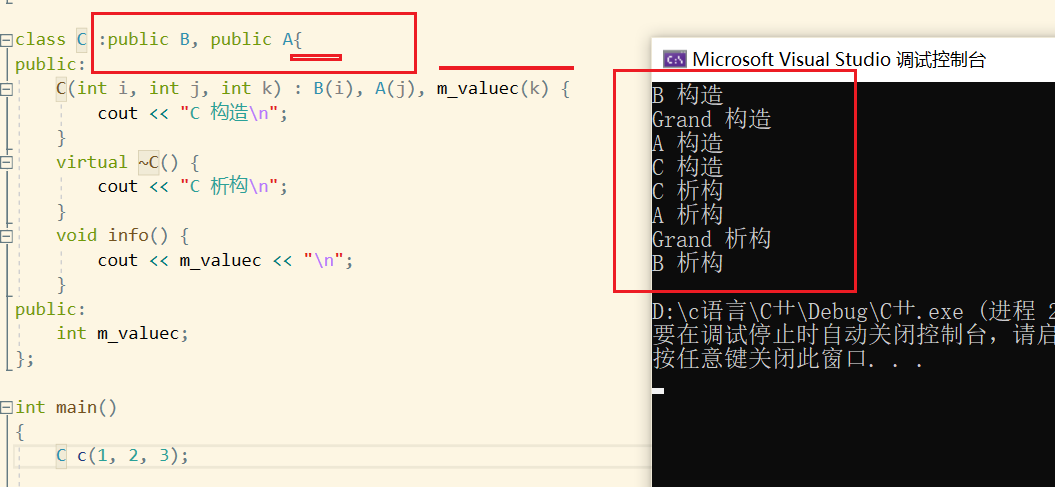 class C :public B, public A{
public:
C(int i, int j, int k) : B(i), A(j), m_valuec(k) {
cout << "C 构造\n";
}
virtual ~C() {
cout << "C 析构\n";
}
void info() {
cout << m_valuec << "\n";
}
public:
int m_valuec;
};
int main()
{
C c(1, 2, 3);
C:\ Microsoft Visual Studio 调试控制台
B 构造
Grand 构造
A 构造
C 构造
C 析构
A 析构
Grand 析构
B 析构
D:\c语言\C艹\Debug\C艹.exe (进程 2
要在调试停止时自动关闭控制台，请启
按任意键关闭此窗口. . .